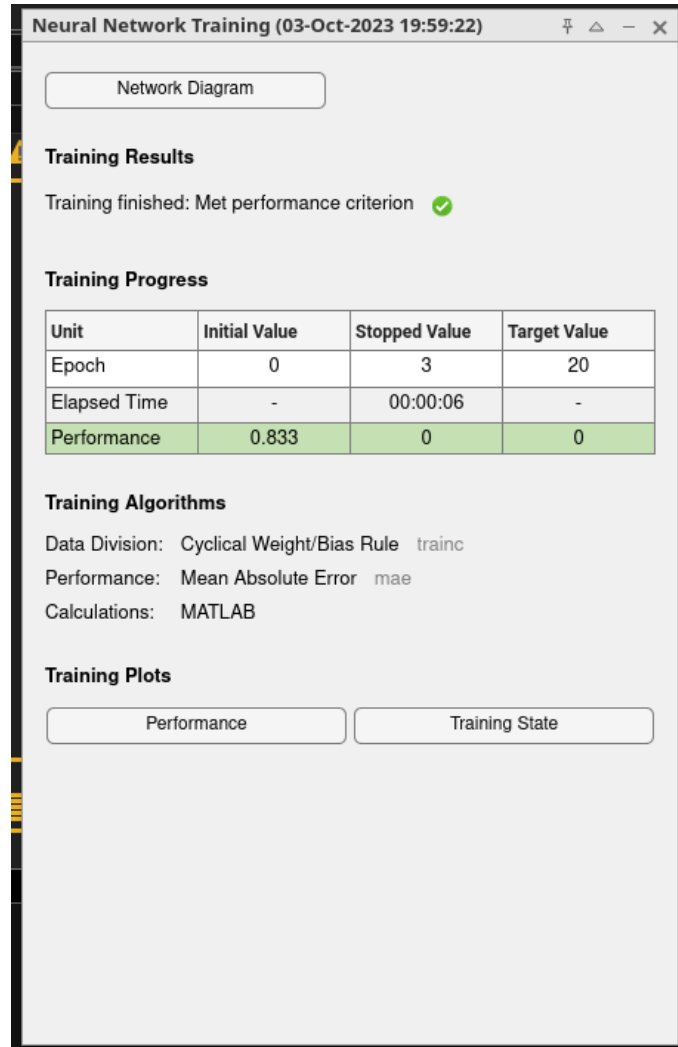 Neural Network Training (03-Oct-2023 19:59:22)
Network Diagram
Training Results
Training finished: Met performance criterion
Training Progress
Unit Initial Value Stopped Value Target Value
Epoch 0 3 20
Elapsed Time - 00:00:06 -
Performance 0.833 0 0
Training Algorithms
Data Division: Cyclical Weight/Bias Rule trainc
Performance: Mean Absolute Error mae
Calculations: MATLAB
Training Plots
Performance Training State